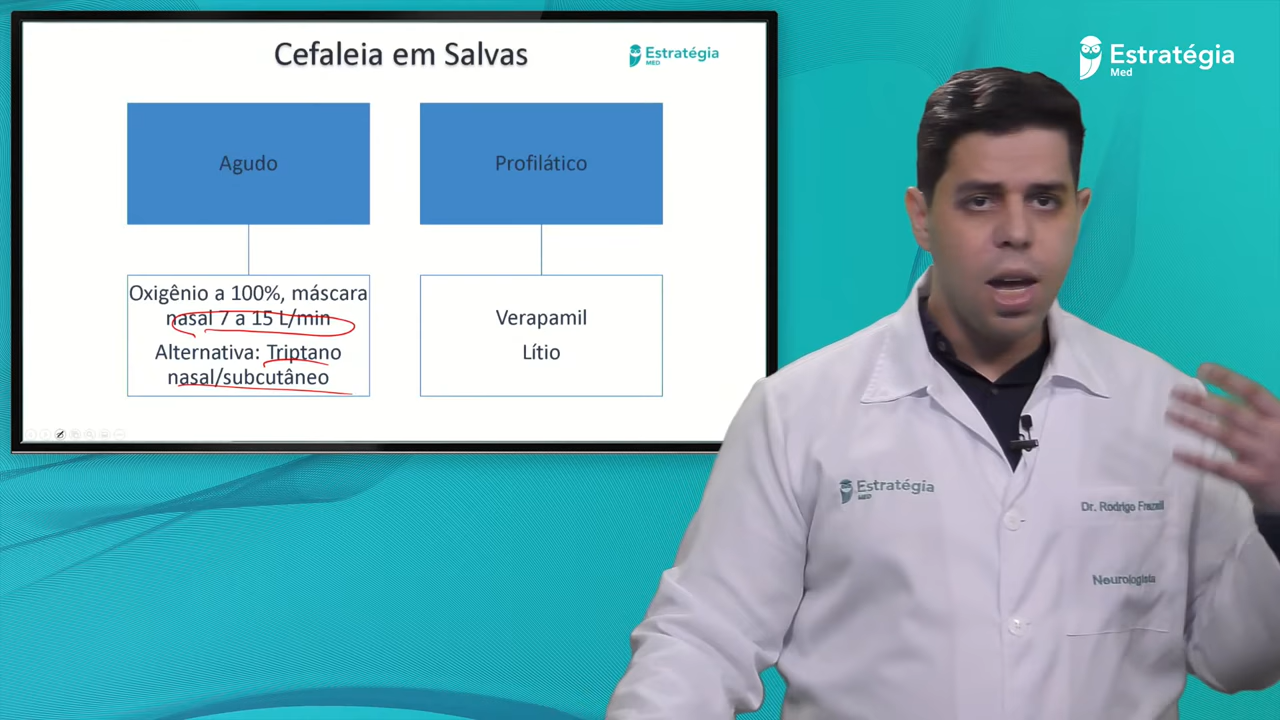 Cefaleia em Salvas
Estratégia
MED
Agudo
Profilático
Oxigênio a 100%, máscara
nasal 7 a 15 L/min
Alternativa: Triptano
nasal/subcutâneo
Verapamil
Lítio
Estratégia
Med
Estratégia
MED
Dr. Rodrigo
Neurologista